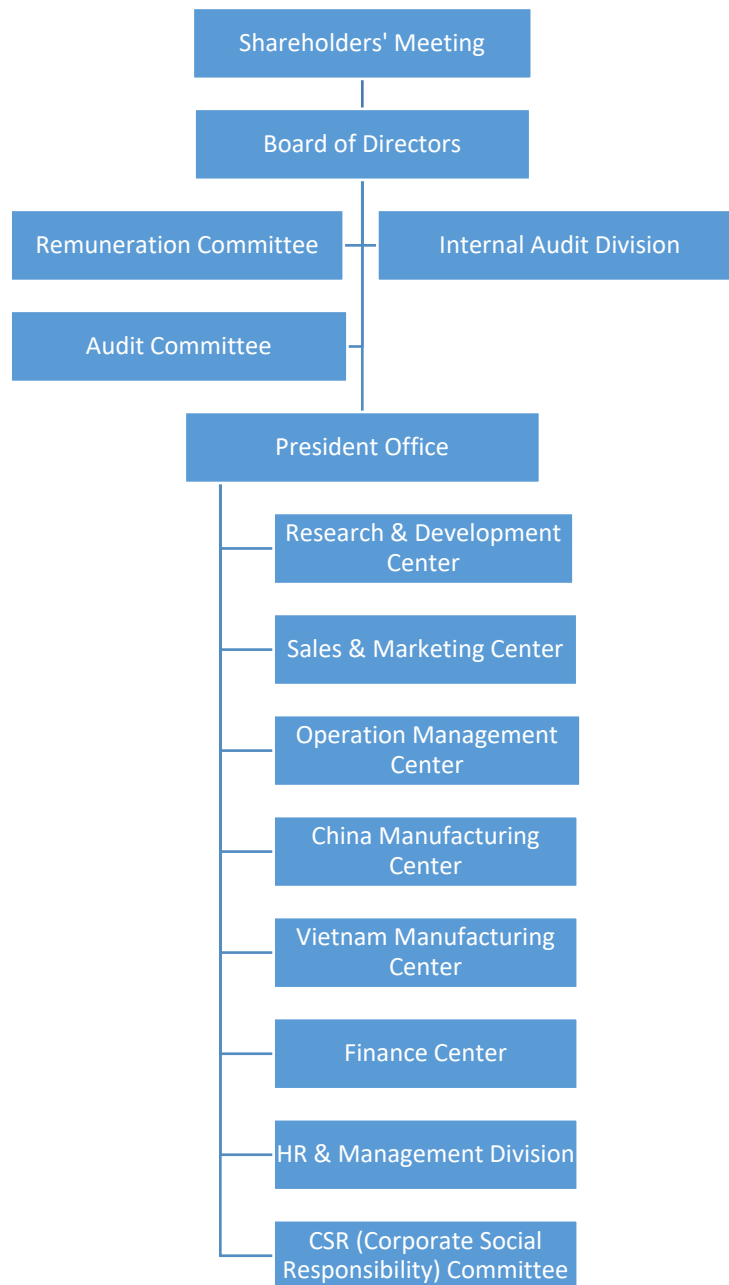 Shareholders' Meeting
Board of Directors
Remuneration Committee
Internal Audit Division
Audit Committee
President Office
Research & Development
Center
Sales & Marketing Center
Operation Management
Center
China Manufacturing
Center
Vietnam Manufacturing
Center
Finance Center
HR & Management Division
CSR (Corporate Social
Responsibility) Committee